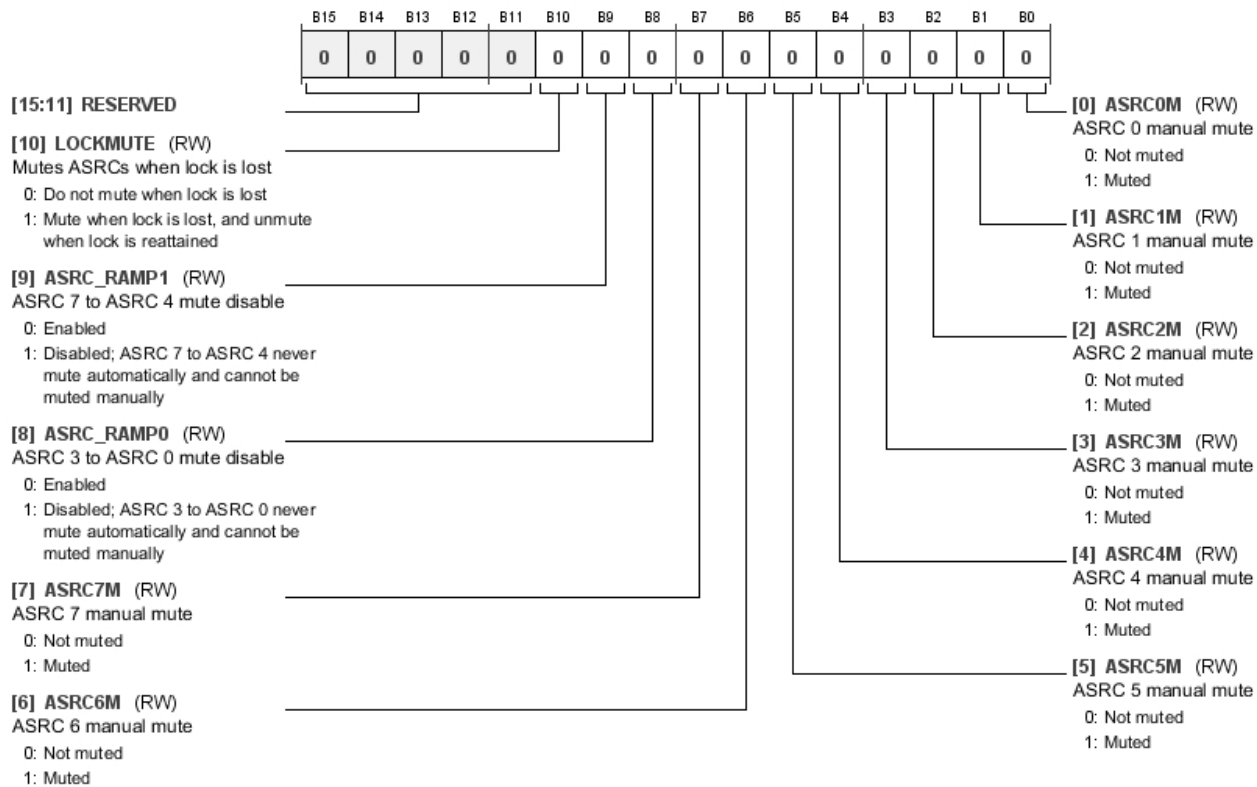 B15 B14 B13 B12 B11 B10 B9 B8 B7 B6 B5 B4 B3 B2 B1 B0
0 0 0 0 0 0 0 0 0 0 0 0 0 0 0 0
[15:11] RESERVED
[10] LOCKMUTE (RW)
Mutes ASRCs when lock is lost
0: Do not mute when lock is lost
1: Mute when lock is lost, and unmute
when lock is reattained
[9] ASRC_RAMP1 (RW)
ASRC 7 to ASRC 4 mute disable
0: Enabled
1: Disabled; ASRC 7 to ASRC 4 never
mute automatically and cannot be
muted manually
[8] ASRC_RAMP0 (RW)
ASRC 3 to ASRC 0 mute disable
0: Enabled
1: Disabled; ASRC 3 to ASRC 0 never
mute automatically and cannot be
muted manually
[7] ASRC7M (RW)
ASRC 7 manual mute
0: Not muted
1: Muted
[6] ASRC6M (RW)
ASRC 6 manual mute
0: Not muted
1: Muted
[0] ASRC0M (RW)
ASRC 0 manual mute
0: Not muted
1: Muted
[1] ASRC1M (RW)
ASRC 1 manual mute
0: Not muted
1: Muted
[2] ASRC2M (RW)
ASRC 2 manual mute
0: Not muted
1: Muted
[3] ASRC3M (RW)
ASRC 3 manual mute
0: Not muted
1: Muted
[4] ASRC4M (RW)
ASRC 4 manual mute
0: Not muted
1: Muted
[5] ASRC5M (RW)
ASRC 5 manual mute
0: Not muted
1: Muted